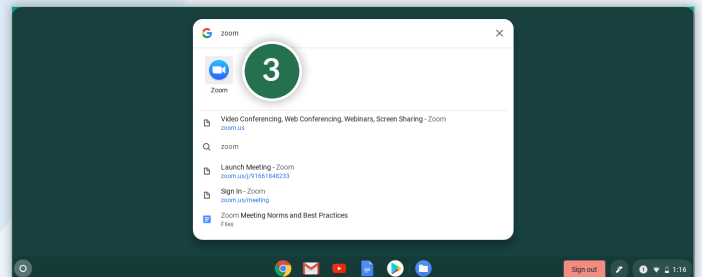 zoom
3
Zoom
Video Conferencing, Web Conferencing, Webinars, Screen Sharing - Zoom
zoom.us
zoom
Launch Meeting - Zoom
zoom.us/j/91661848233
Sign In - Zoom
zoom.us/meeting
Zoom Meeting Norms and Best Practices
Files
Sign out
1
1:16